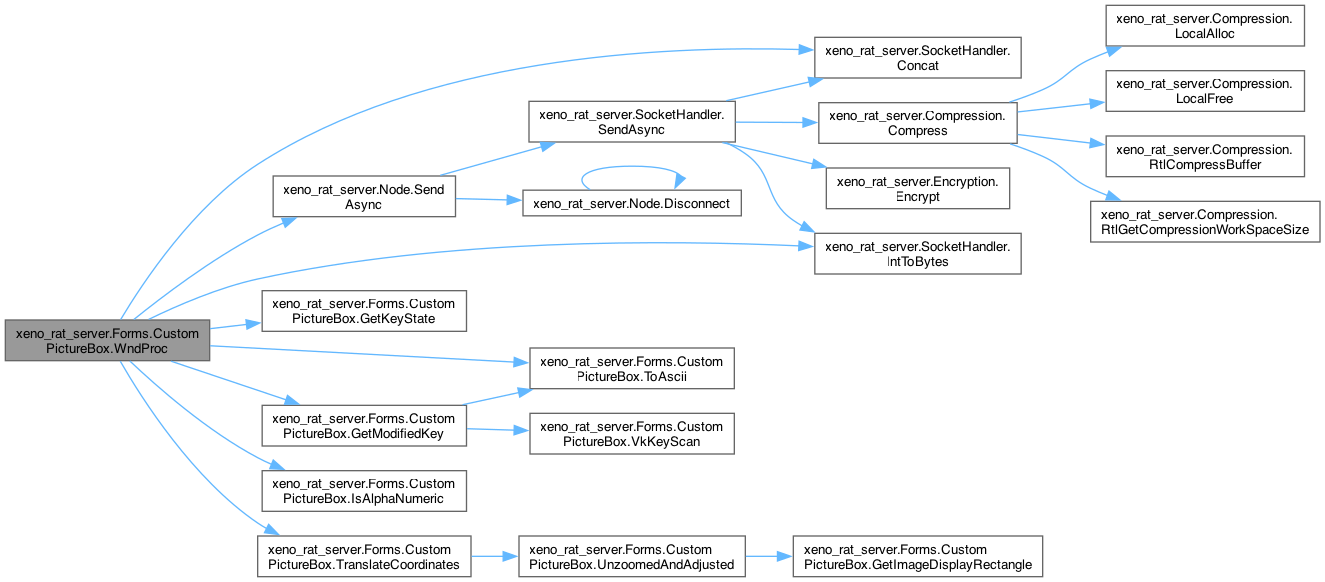 xeno_rat_server.Compression.
LocalAlloc
xeno_rat_server.SocketHandler.
Concat
xeno_rat_server.Compression.
LocalFree
xeno_rat_server.SocketHandler.
SendAsync
xeno_rat_server.Compression.
Compress
xeno_rat_server.Compression.
RtlCompressBuffer
xeno_rat_server.Node.Send
Async
xeno_rat_server.Node.Disconnect
xeno_rat_server.Encryption.
Encrypt
xeno_rat_server.Compression.
RtlGetCompressionWorkSpaceSize
xeno_rat_server.SocketHandler.
IntToBytes
xeno_rat_server.Forms.Custom
PictureBox.GetKeyState
xeno_rat_server.Forms.Custom
PictureBox.WndProc
xeno_rat_server.Forms.Custom
PictureBox.ToAscii
xeno_rat_server.Forms.Custom
PictureBox.GetModifiedKey
xeno_rat_server.Forms.Custom
PictureBox.VkKeyScan
xeno_rat_server.Forms.Custom
PictureBox.IsAlphaNumeric
xeno_rat_server.Forms.Custom
PictureBox.TranslateCoordinates
xeno_rat_server.Forms.Custom
PictureBox.UnzoomedAndAdjusted
xeno_rat_server.Forms.Custom
PictureBox.GetImageDisplayRectangle